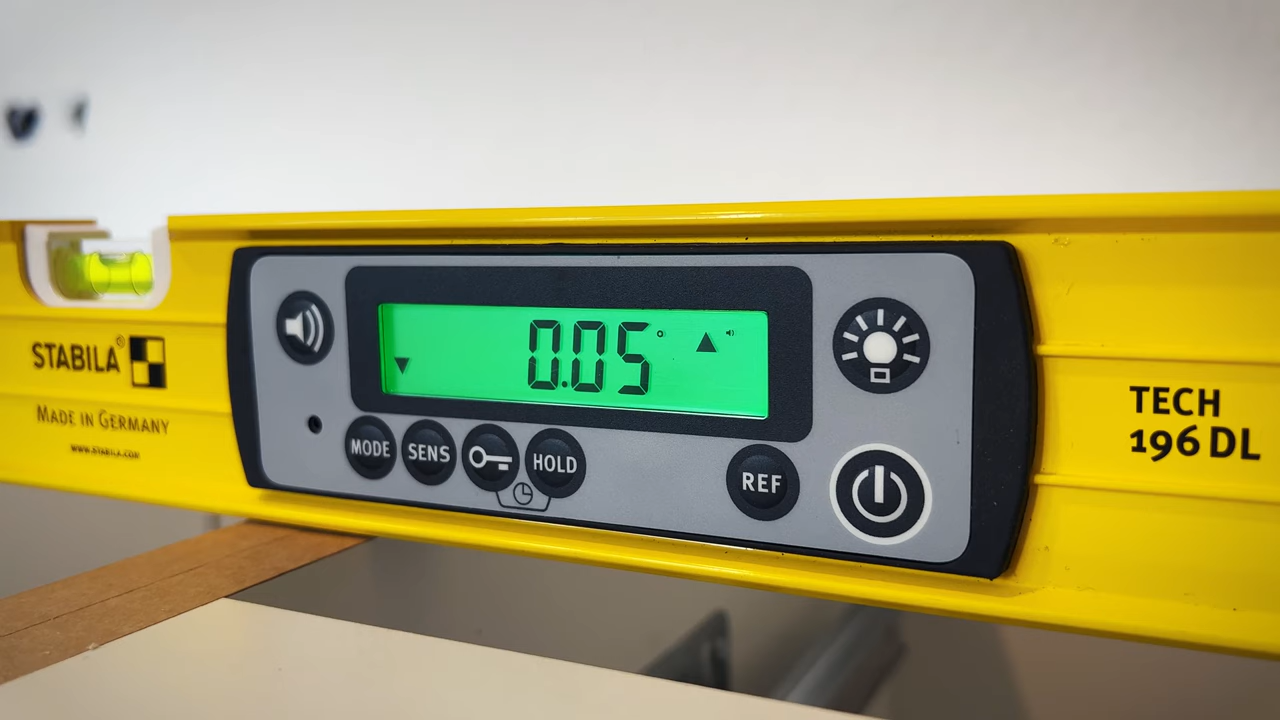 STABILA®
MADE IN GERMANY
WWW.STABILA.COM
0.05°
MODE
SENS
HOLD
REF
TECH
196 DL